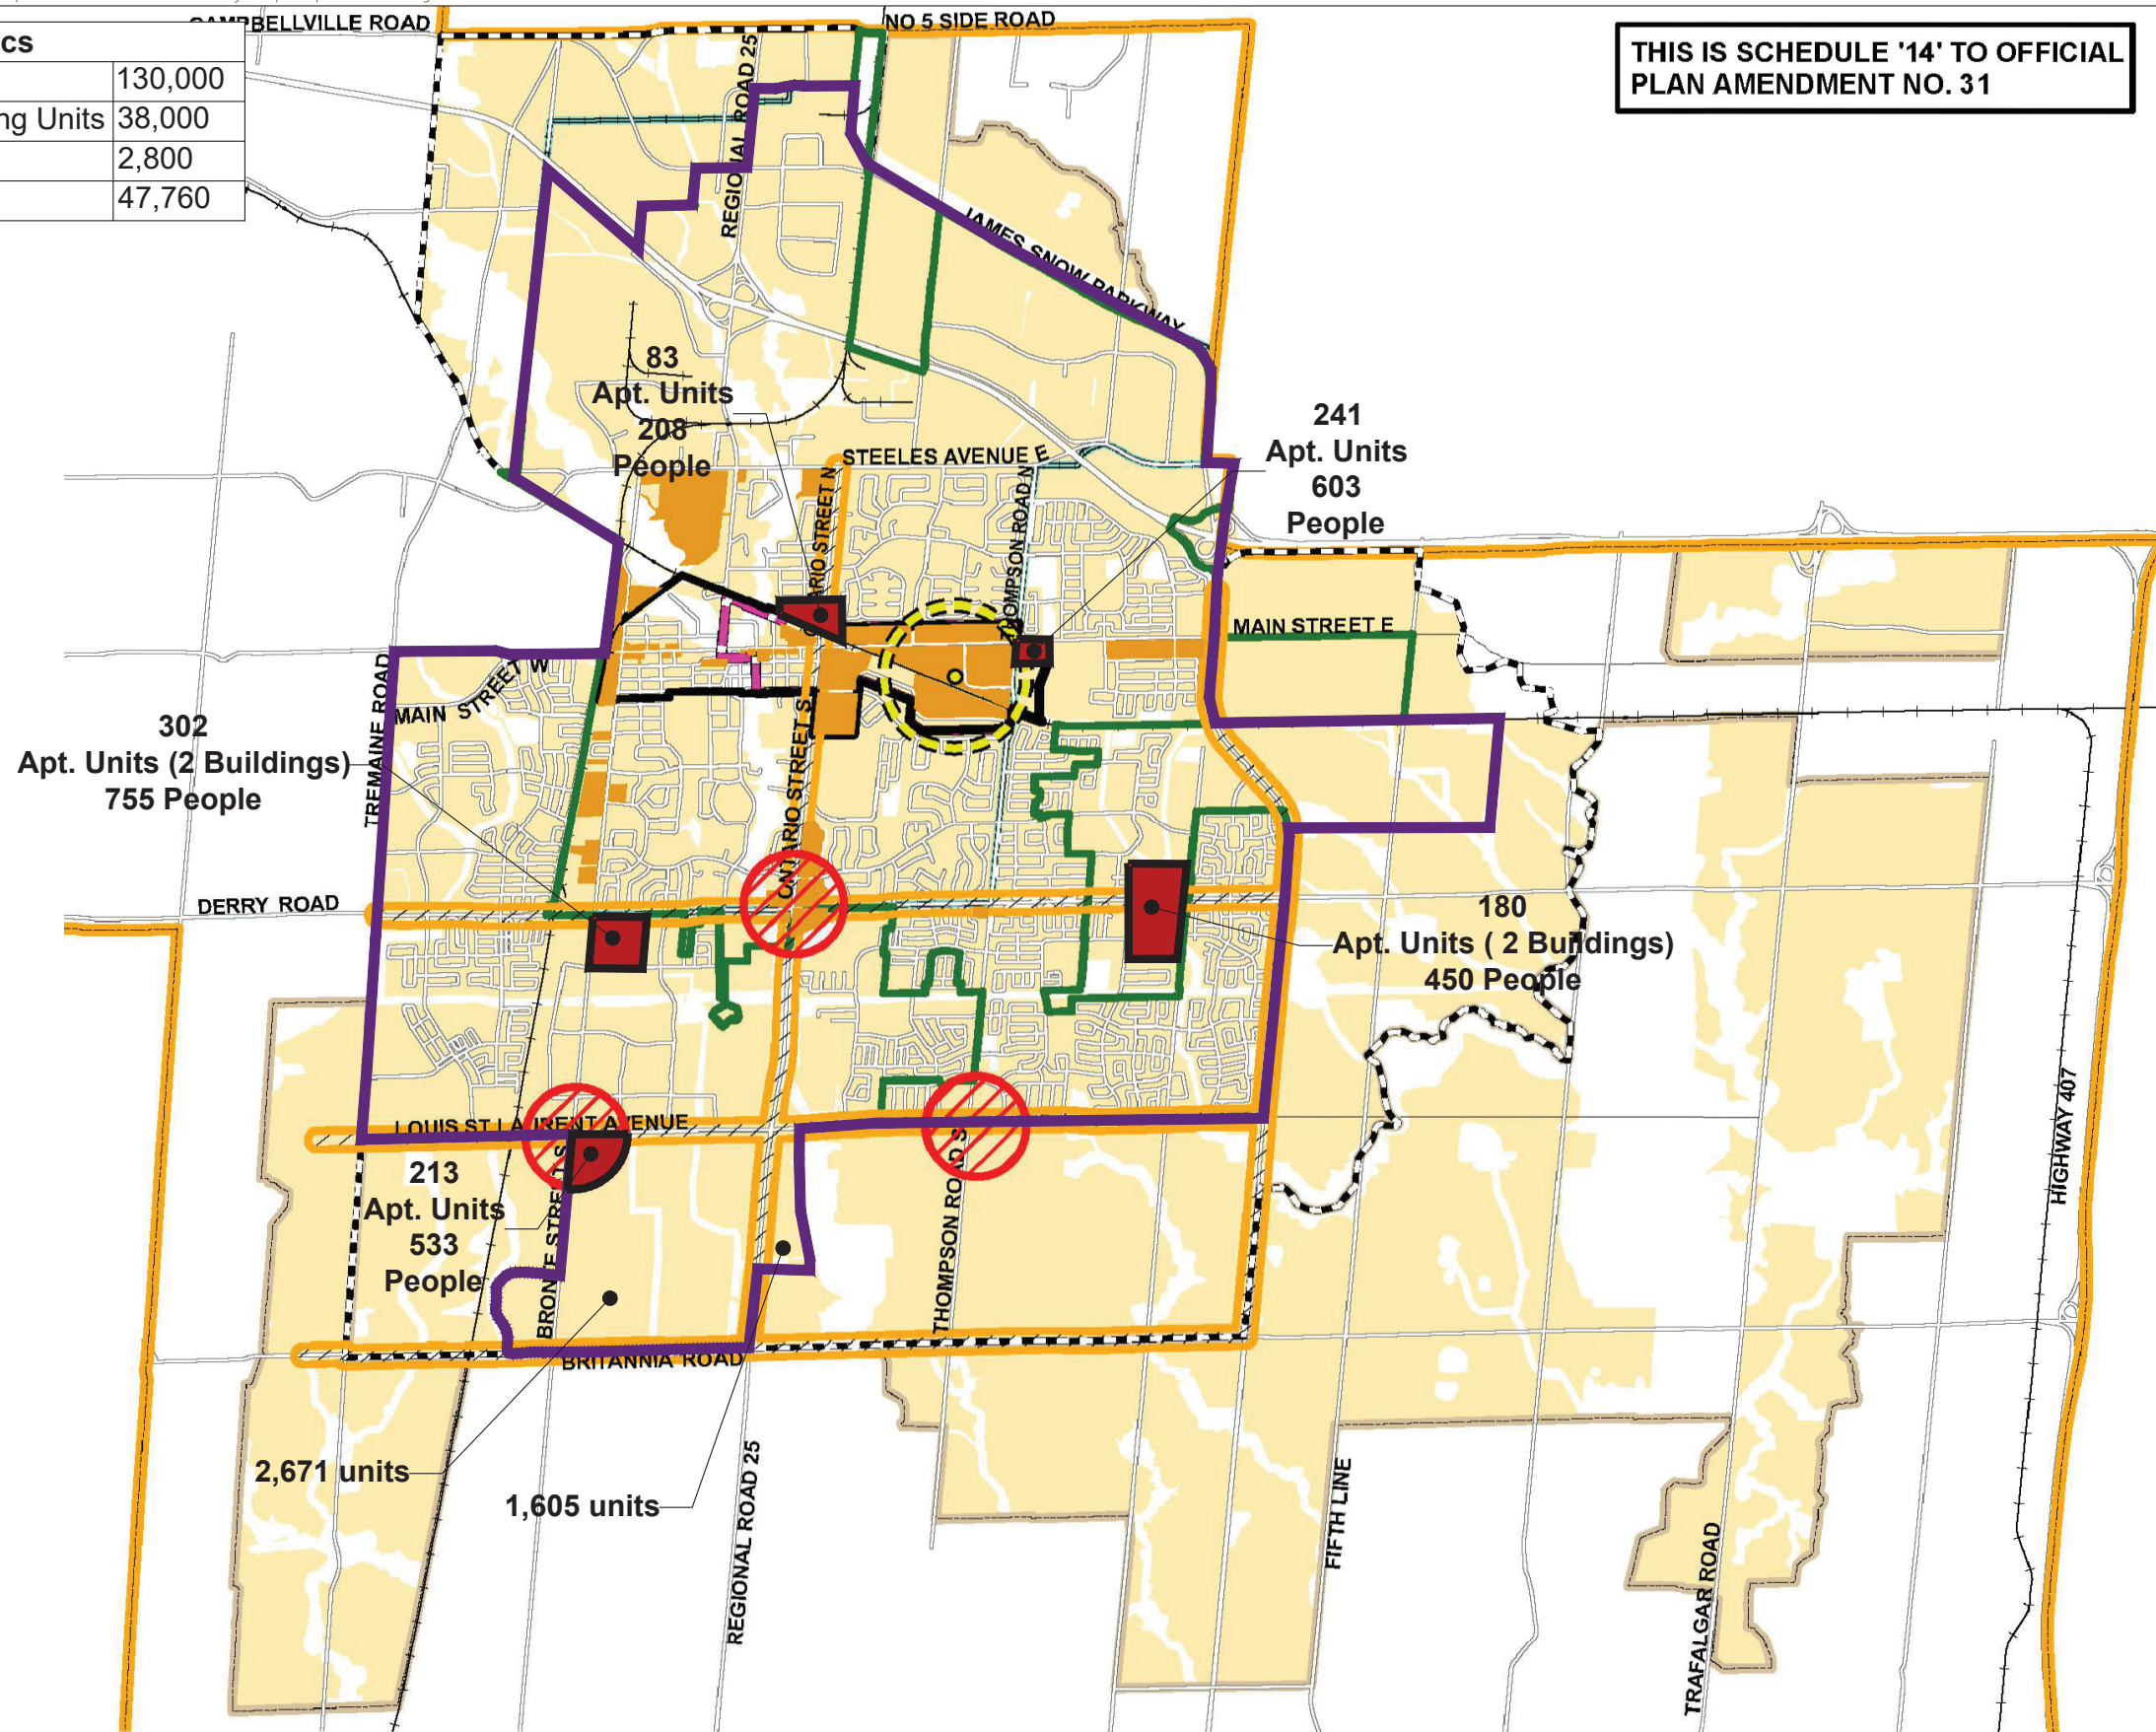 CAMPBELLVILLE ROAD
NO 5 SIDE ROAD
cs
130,000
ng Units 38,000
2,800
47,760
THIS IS SCHEDULE '14' TO OFFICIAL
PLAN AMENDMENT NO. 31
REGIONAL ROAD 25
JAMES SNOW PARKWAY
83
Apt. Units
208
People
241
Apt. Units
603
People
STEELES AVENUE E
ONTARIO STREET N
THOMPSON ROAD N
MAIN STREET E
TREMAINE ROAD
MAIN STREET W
302
Apt. Units (2 Buildings)
755 People
ONTARIO STREET S
DERRY ROAD
180
Apt. Units ( 2 Buildings)
450 People
HIGHWAY 407
LOUIS ST LAURENT AVENUE
213
Apt. Units
533
People
BRONTE STREET S
THOMPSON ROAD S
BRITANNIA ROAD
2,671 units
1,605 units
REGIONAL ROAD 25
FIFTH LINE
TRAFALGAR ROAD